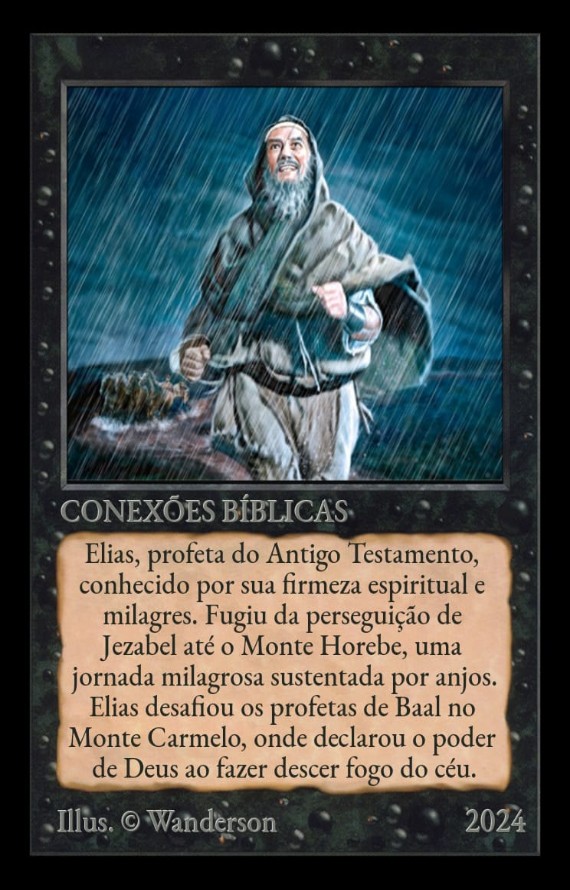 CONEXÕES BÍBLICAS
Elias, profeta do Antigo Testamento,
conhecido por sua firmeza espiritual e
milagres. Fugiu da perseguição de
Jezabel até o Monte Horebe, uma
jornada milagrosa sustentada por anjos.
Elias desafiou os profetas de Baal no
Monte Carmelo, onde declarou o poder
de Deus ao fazer descer fogo do céu.
Illus. © Wanderson 2024